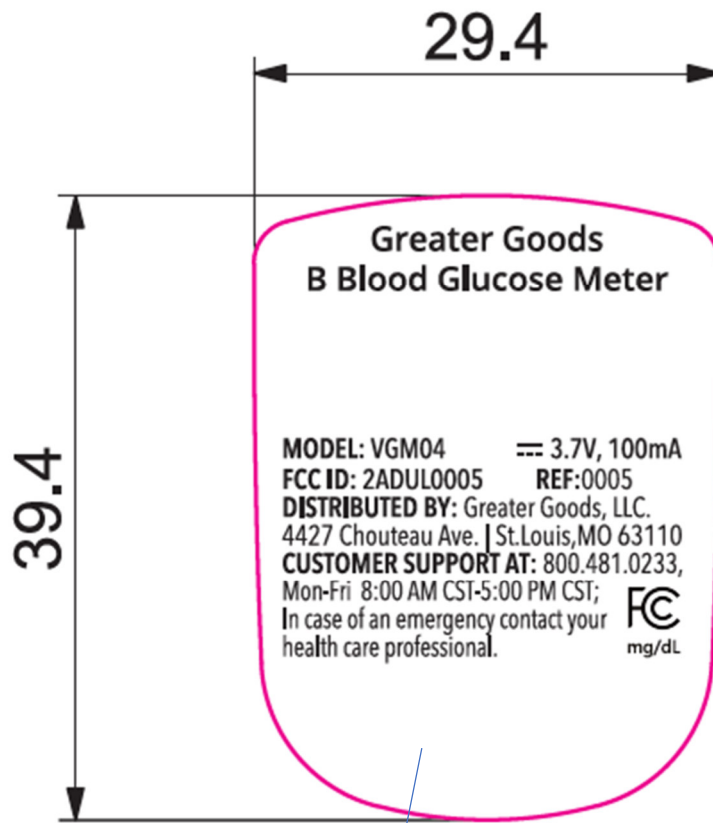 29.4
39.4
Greater Goods
B Blood Glucose Meter
MODEL: VGM04 ⎓ 3.7V, 100mA
FCC ID: 2ADUL0005 REF:0005
DISTRIBUTED BY: Greater Goods, LLC.
4427 Chouteau Ave. | St.Louis,MO 63110
CUSTOMER SUPPORT AT: 800.481.0233,
Mon-Fri 8:00 AM CST-5:00 PM CST;
In case of an emergency contact your
health care professional.
FC
mg/dL